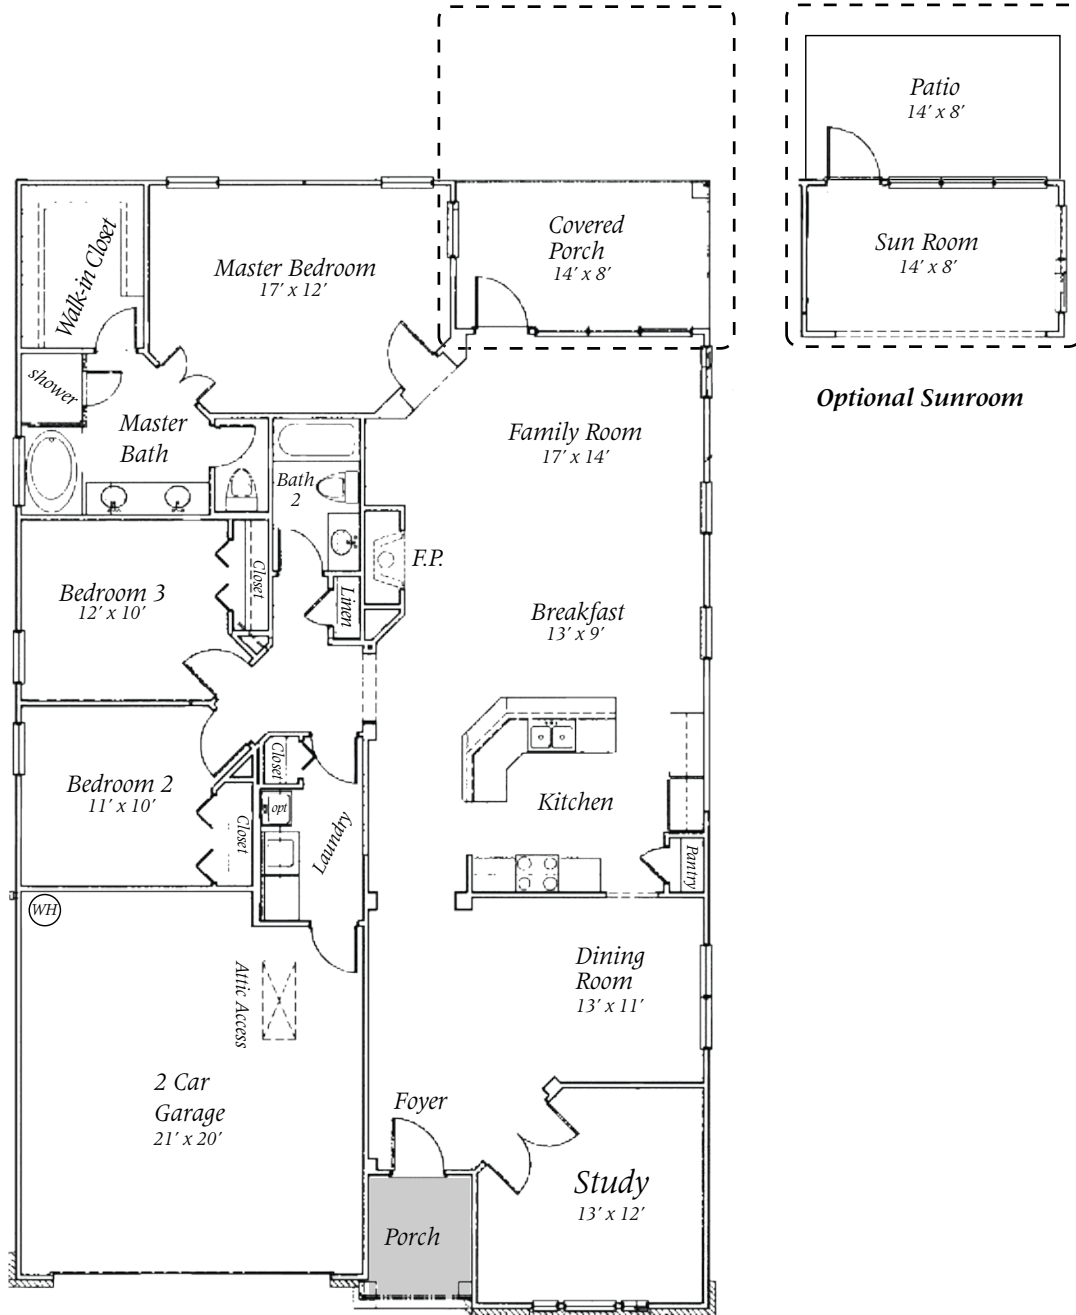 Patio
14' x 8'
Sun Room
14' x 8'
Optional Sunroom
Covered
Porch
14' x 8'
Walk-in Closet
Master Bedroom
17' x 12'
shower
Master
Bath
Bath
2
Family Room
17' x 14'
F.P.
Bedroom 3
12' x 10'
Closet
Linen
Breakfast
13' x 9'
Bedroom 2
11' x 10'
Closet
Closet
opt
Laundry
Kitchen
Pantry
WH
Attic Access
Dining
Room
13' x 11'
2 Car
Garage
21' x 20'
Foyer
Study
13' x 12'
Porch